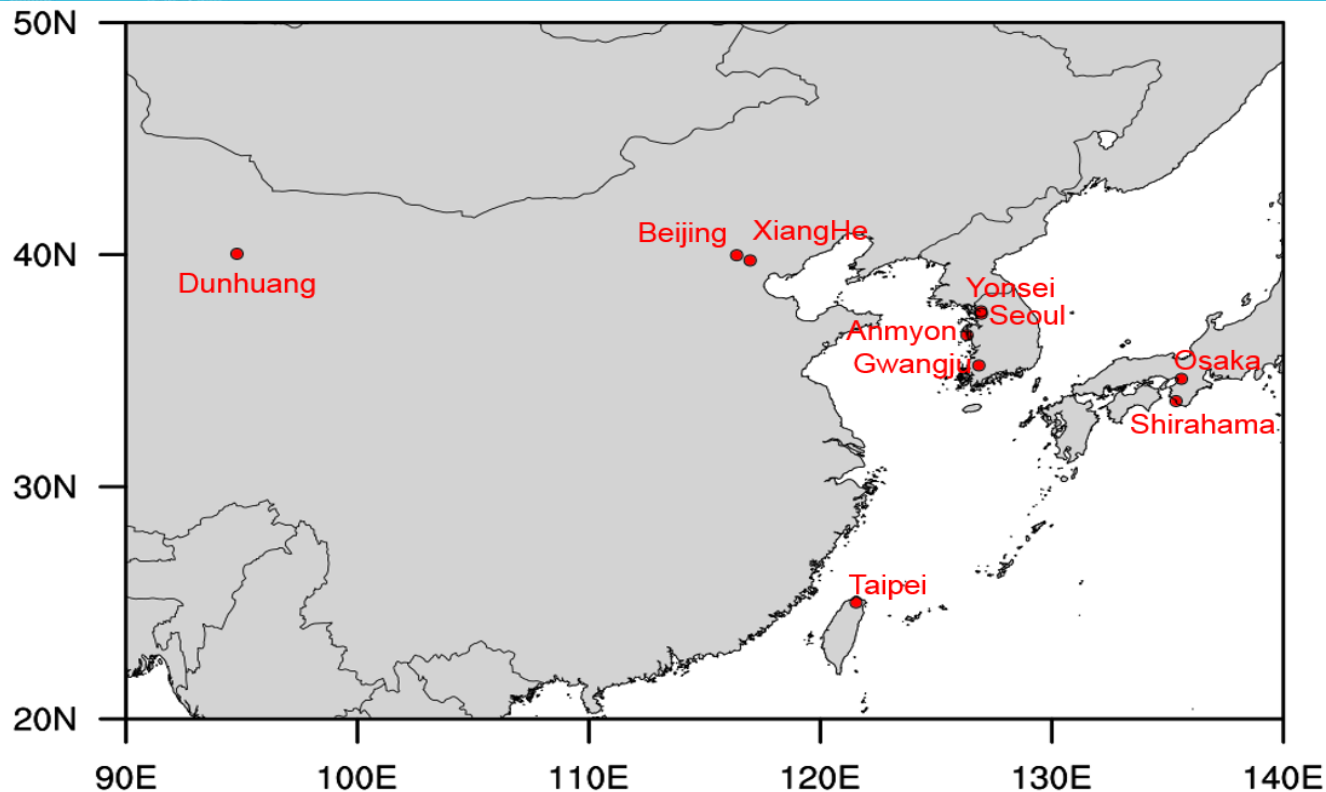 50N
40N
30N
20N
90E 100E 110E 120E 130E 140E
Beijing
XiangHe
Dunhuang
Yonsei
Seoul
Anmyon
Gwangju
Osaka
Shirahama
Taipei